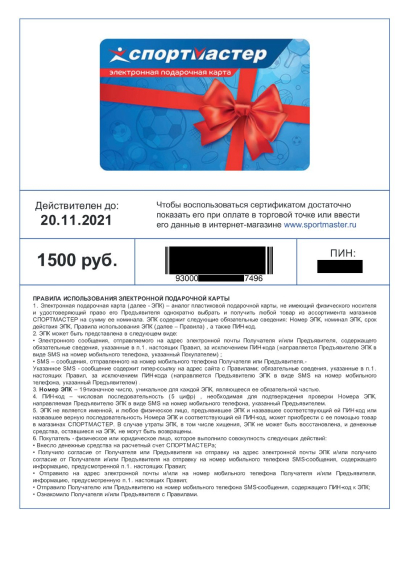 спортмастер
электронная подарочная карта
Действителен до:
20.11.2021
Чтобы воспользоваться сертификатом достаточно
показать его при оплате в торговой точке или ввести
его данные в интернет-магазине www.sportmaster.ru
1500 руб.
93000 7496
ПИН:
ПРАВИЛА ИСПОЛЬЗОВАНИЯ ЭЛЕКТРОННОЙ ПОДАРОЧНОЙ КАРТЫ
1. Электронная подарочная карта (далее - ЭПК) – аналог пластиковой подарочной карты, не имеющий физического носителя
и удостоверяющий право его Предъявителя однократно выбрать и получить любой товар из ассортимента магазинов
СПОРТМАСТЕР на сумму ее номинала. ЭПК содержит следующие обязательные сведения: Номер ЭПК, номинал ЭПК, срок
действия ЭПК, Правила использования ЭПК (далее – Правила) , а также ПИН-код.
2. ЭПК может быть представлена в следующем виде:
• Электронного сообщения, отправляемого на адрес электронной почты Получателя и/или Предъявителя, содержащего
обязательные сведения, указанные в п.1. настоящих Правил, за исключением ПИН-кода (направляется Предъявителю ЭПК в
виде SMS на номер мобильного телефона, указанный Покупателем) ;
• SMS – сообщения, отправленного на номер мобильного телефона Получателя или Предъявителя.-
Указанное SMS - сообщение содержит гипер-ссылку на адрес сайта с Правилами; обязательные сведения, указанные в п.1.
настоящих Правил, за исключением ПИН-кода (направляется Предъявителю ЭПК в виде SMS на номер мобильного
телефона, указанный Предъявителем)
3. Номер ЭПК – 19тизначное число, уникальное для каждой ЭПК, являющееся ее обязательной частью.
4. ПИН-код – числовая последовательность (5 цифр) , необходимая для подтверждения проверки Номера ЭПК,
направляемая Предъявителю ЭПК в виде SMS на номер мобильного телефона, указанный Предъявителем.
5. ЭПК не является именной, и любое физическое лицо, предъявившее ЭПК и назвавшее соответствующий ей ПИН-код или
назвавшее верную последовательность Номера ЭПК и соответствующий ей ПИН-код, может приобрести с ее помощью товар
в магазинах СПОРТМАСТЕР. В случае утраты ЭПК, в том числе хищения, ЭПК не может быть восстановлена, и денежные
средства, оставшиеся на ЭПК, не могут быть возвращены.
6. Покупатель - физическое или юридическое лицо, которое выполнило совокупность следующих действий:
• Внесло денежные средства на расчетный счет СПОРТМАСТЕРа;
• Получило согласие от Получателя или Предъявителя на отправку на адрес электронной почты ЭПК и/или получило
согласие от Получателя и/или Предъявителя на отправку на номер мобильного телефона SMS-сообщения, содержащего
информацию, предусмотренной п.1. настоящих Правил;
• Отправило на адрес электронной почты и/или на номер мобильного телефона Получателя и/или Предъявителя,
информацию, предусмотренную п.1. настоящих Правил;
• Отправило Получателю или Предъявителю на номер мобильного телефона SMS-сообщения, содержащего ПИН-код к ЭПК;
• Ознакомило Получателя и/или Предъявителя с Правилами.